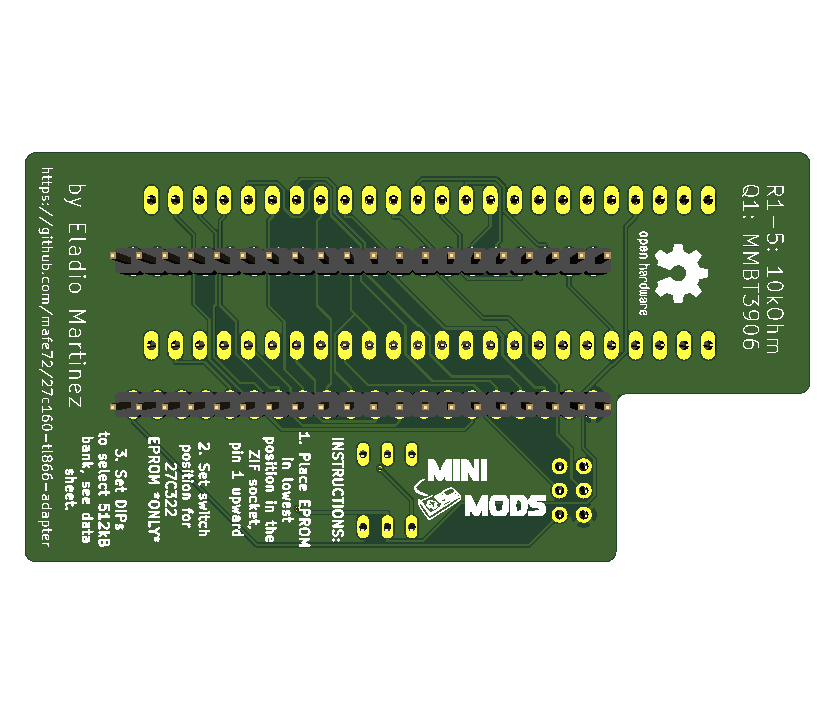 R1-5: 10kOhm
Q1: MMBT3906
open hardware
INSTRUCTIONS:
1. Place EPROM
in lowest
position in the
ZIF socket,
pin 1 upward
2. Set switch
position for
27C322
EPROM *ONLY*
3. Set DIPs
to select 512kB
bank, see data
sheet.
by Eladio Martinez
https://github.com/mafe72/27c160-tl866-adapter
MINI
MODS